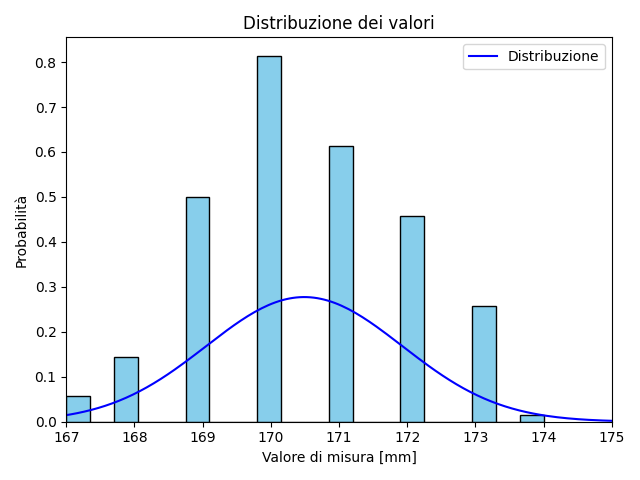 Distribuzione dei valori
Distribuzione
Probabilità
0.8
0.7
0.6
0.5
0.4
0.3
0.2
0.1
0.0
167 168 169 170 171 172 173 174 175
Valore di misura [mm]